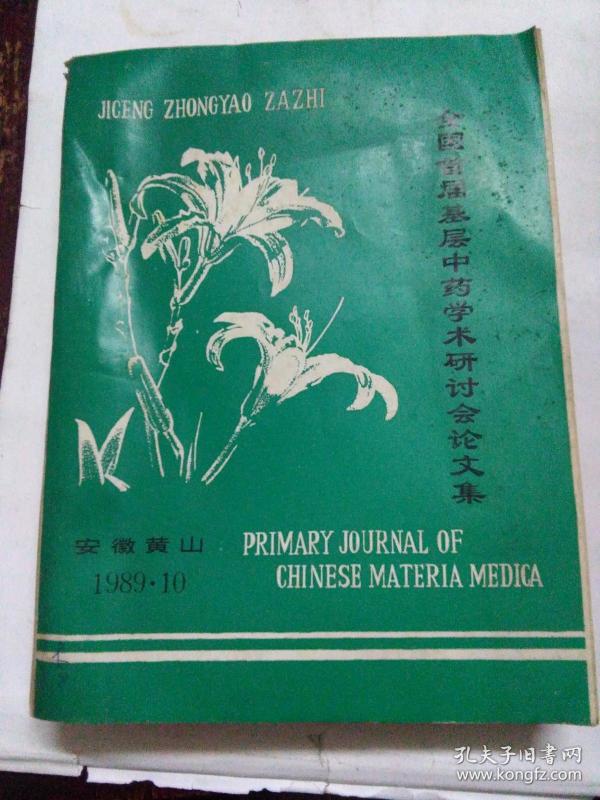 JICENG ZHONGYAO ZAZHI
全国首届基层中药学术研讨会论文集
安徽黄山
1989·10
PRIMARY JOURNAL OF
CHINESE MATERIA MEDICA
孔夫子旧书网
www.kongfz.com